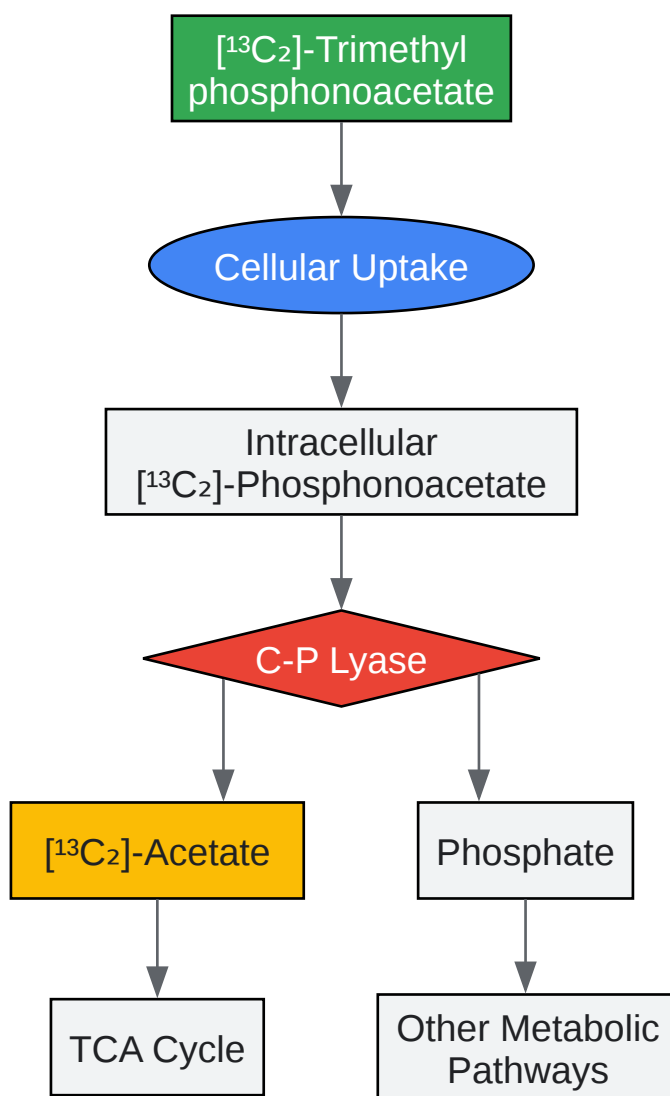 [¹³C₂]-Trimethyl
phosphonoacetate
Cellular Uptake
Intracellular
[¹³C₂]-Phosphonoacetate
C-P Lyase
[¹³C₂]-Acetate
Phosphate
TCA Cycle
Other Metabolic
Pathways